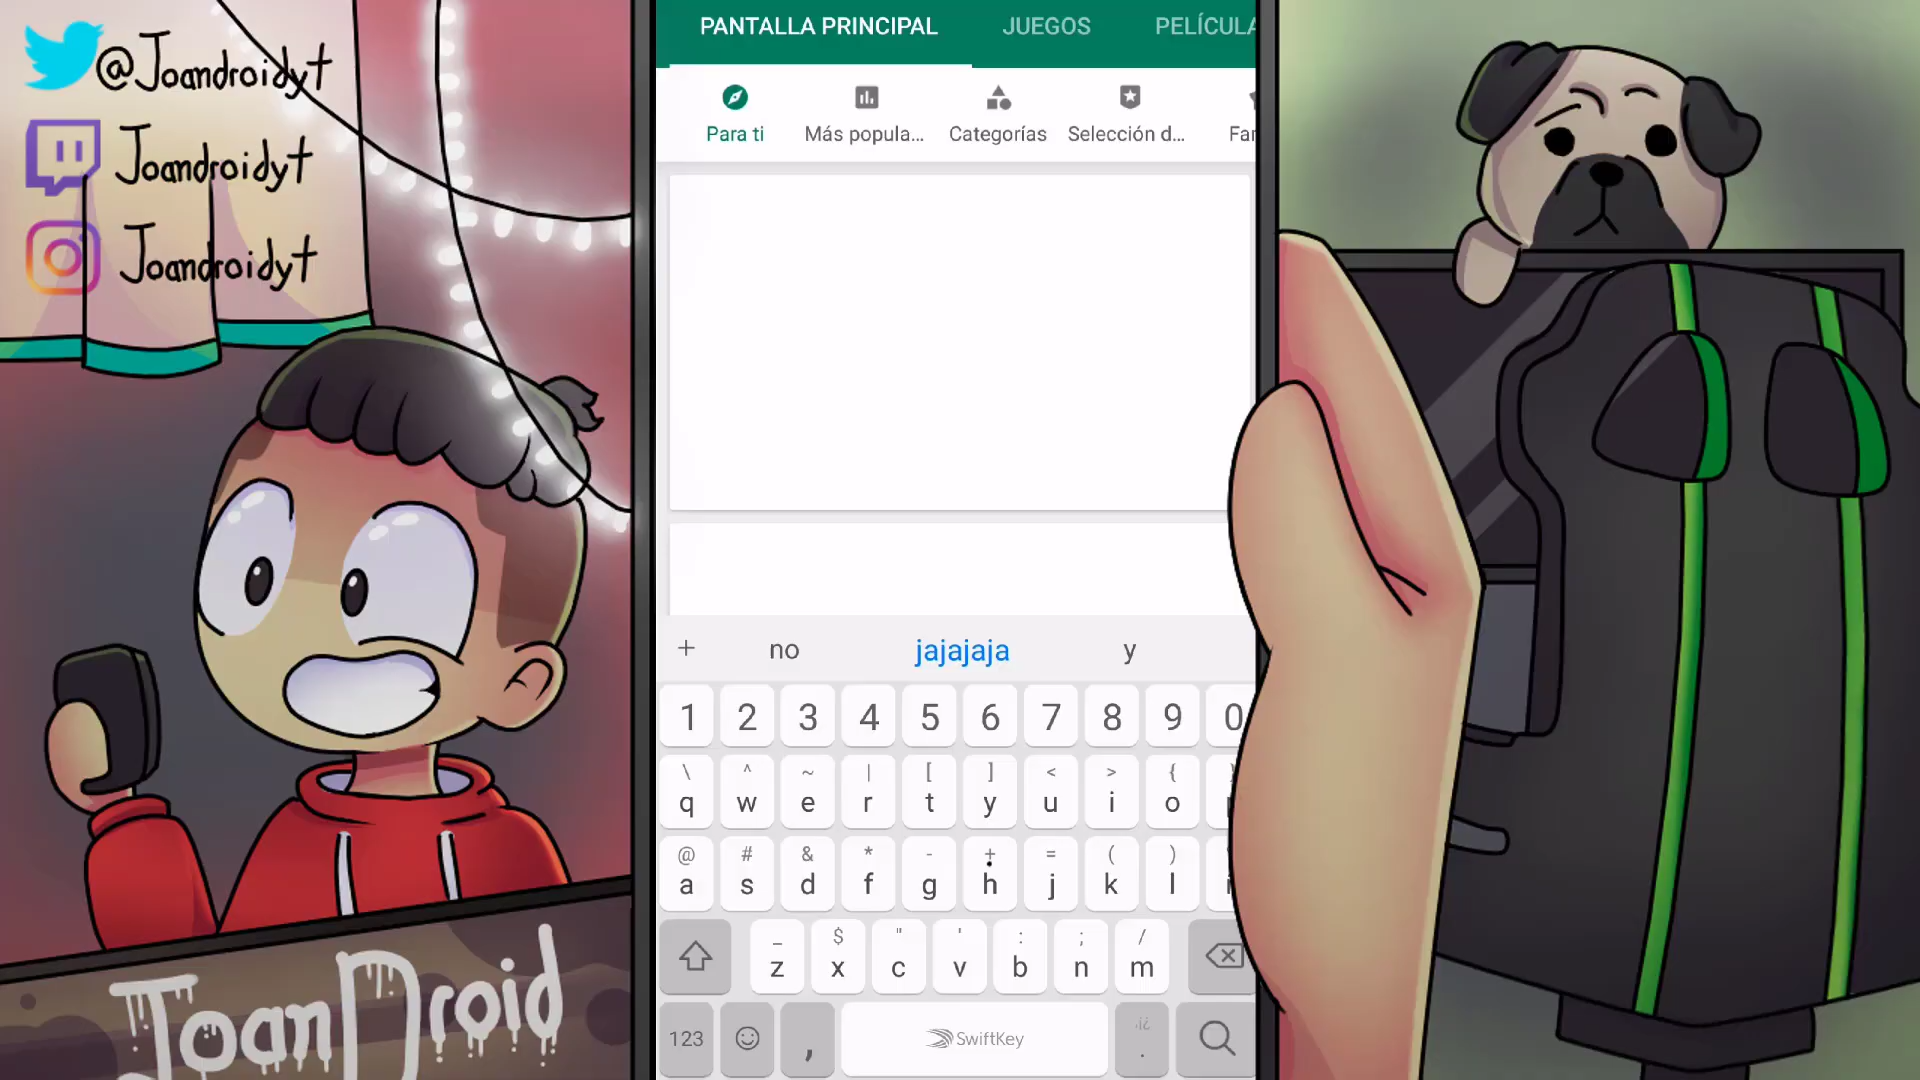 @Joandroidyt
Joandroidyt
Joandroidyt
JoanDroid
PANTALLA PRINCIPAL JUEGOS PELÍCULA
Para ti Más popula... Categorías Selección d... Fam
+ no jajajaja y
1 2 3 4 5 6 7 8 9 0
\ ^ ~ | [ ] < > {
q w e r t y u i o
@ # & * - + = ( )
a s d f g h j k l
_ $ " ' : ; /
z x c v b n m
123 , SwiftKey ¡¿ .